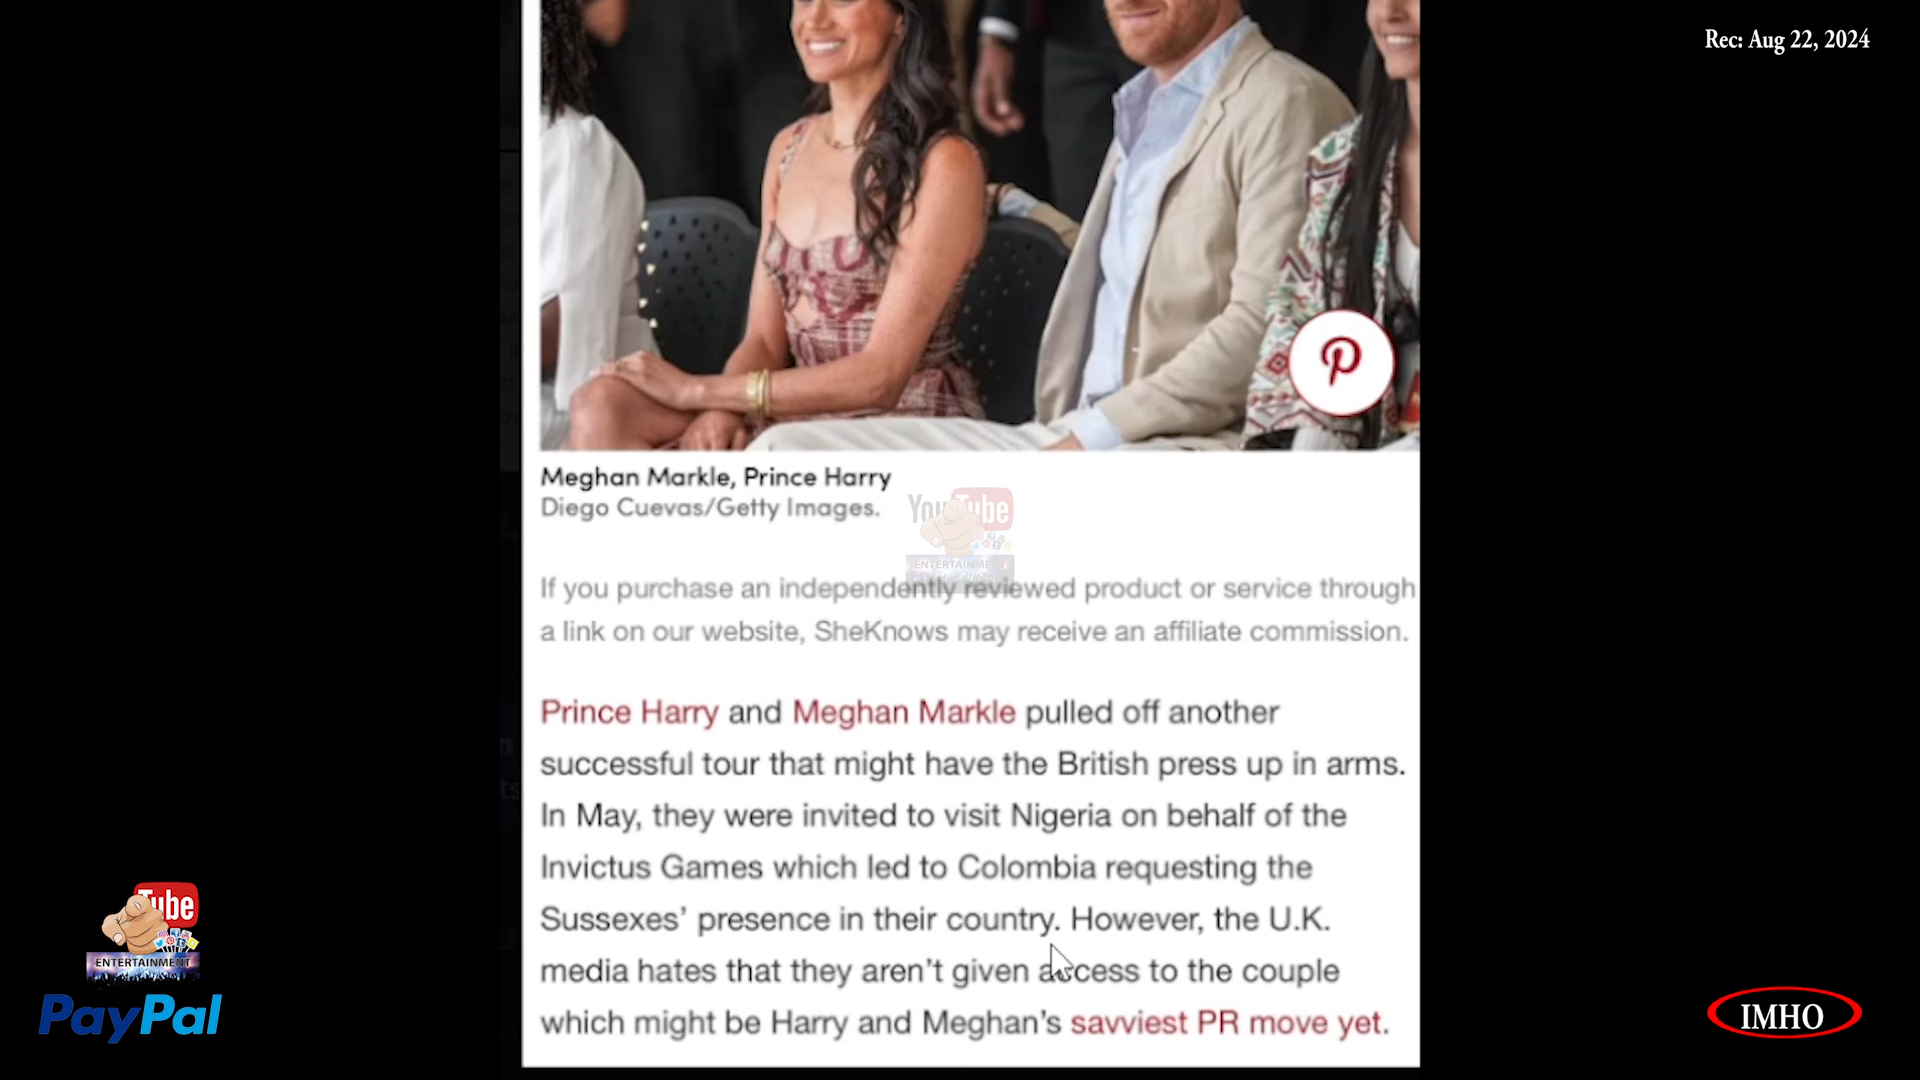 Rec: Aug 22, 2024
Meghan Markle, Prince Harry
Diego Cuevas/Getty Images.
YouTube
ENTERTAINME
If you purchase an independently reviewed product or service through
a link on our website, SheKnows may receive an affiliate commission.
Prince Harry and Meghan Markle pulled off another
successful tour that might have the British press up in arms.
In May, they were invited to visit Nigeria on behalf of the
Invictus Games which led to Colombia requesting the
Sussexes’ presence in their country. However, the U.K.
media hates that they aren’t given access to the couple
which might be Harry and Meghan’s savviest PR move yet.
Tube
ENTERTAINMENT
PayPal
IMHO